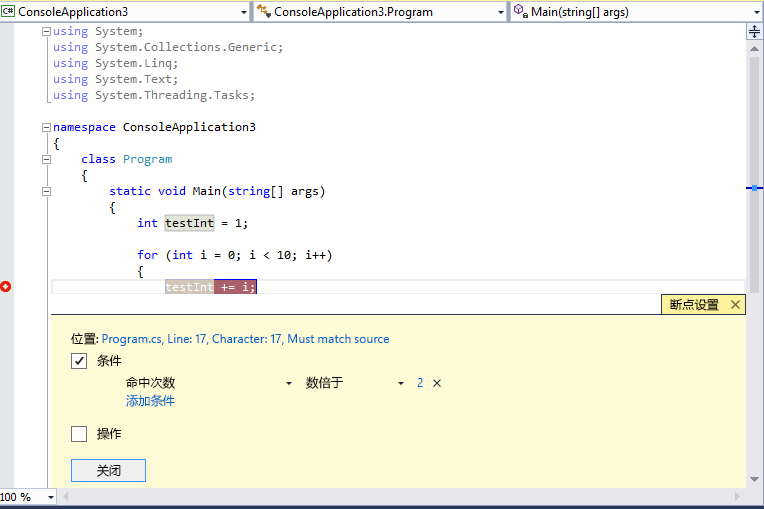 C# ConsoleApplication3 ConsoleApplication3.Program Main(string[] args)
using System;
using System.Collections.Generic;
using System.Linq;
using System.Text;
using System.Threading.Tasks;
namespace ConsoleApplication3
{
class Program
{
static void Main(string[] args)
{
int testInt = 1;
for (int i = 0; i < 10; i++)
{
testInt += i;
断点设置
位置: Program.cs, Line: 17, Character: 17, Must match source
条件
命中次数 数倍于 2
添加条件
操作
关闭
100 %